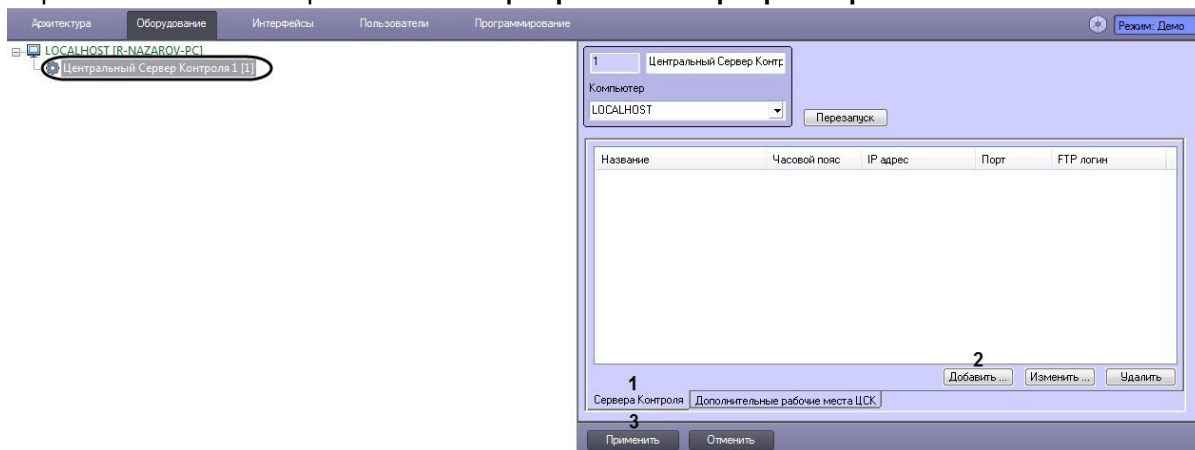 Архитектура Оборудование Интерфейсы Пользователи Программирование Режим: Демо
LOCALHOST [R-NAZAROV-PC]
Центральный Сервер Контроля 1 [1]
1 Центральный Сервер Контр
Компьютер
LOCALHOST
Перезапуск
Название Часовой пояс IP адрес Порт FTP логин
2
Добавить ... Изменить ... Удалить
1
Сервера Контроля Дополнительные рабочие места ЦСК
3
Применить Отменить